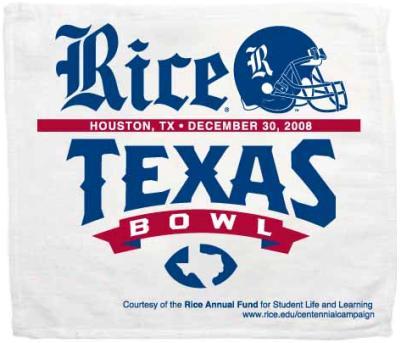 Rice R
HOUSTON, TX • DECEMBER 30, 2008
TEXAS
BOWL
Courtesy of the Rice Annual Fund for Student Life and Learning
www.rice.edu/centennialcampaign